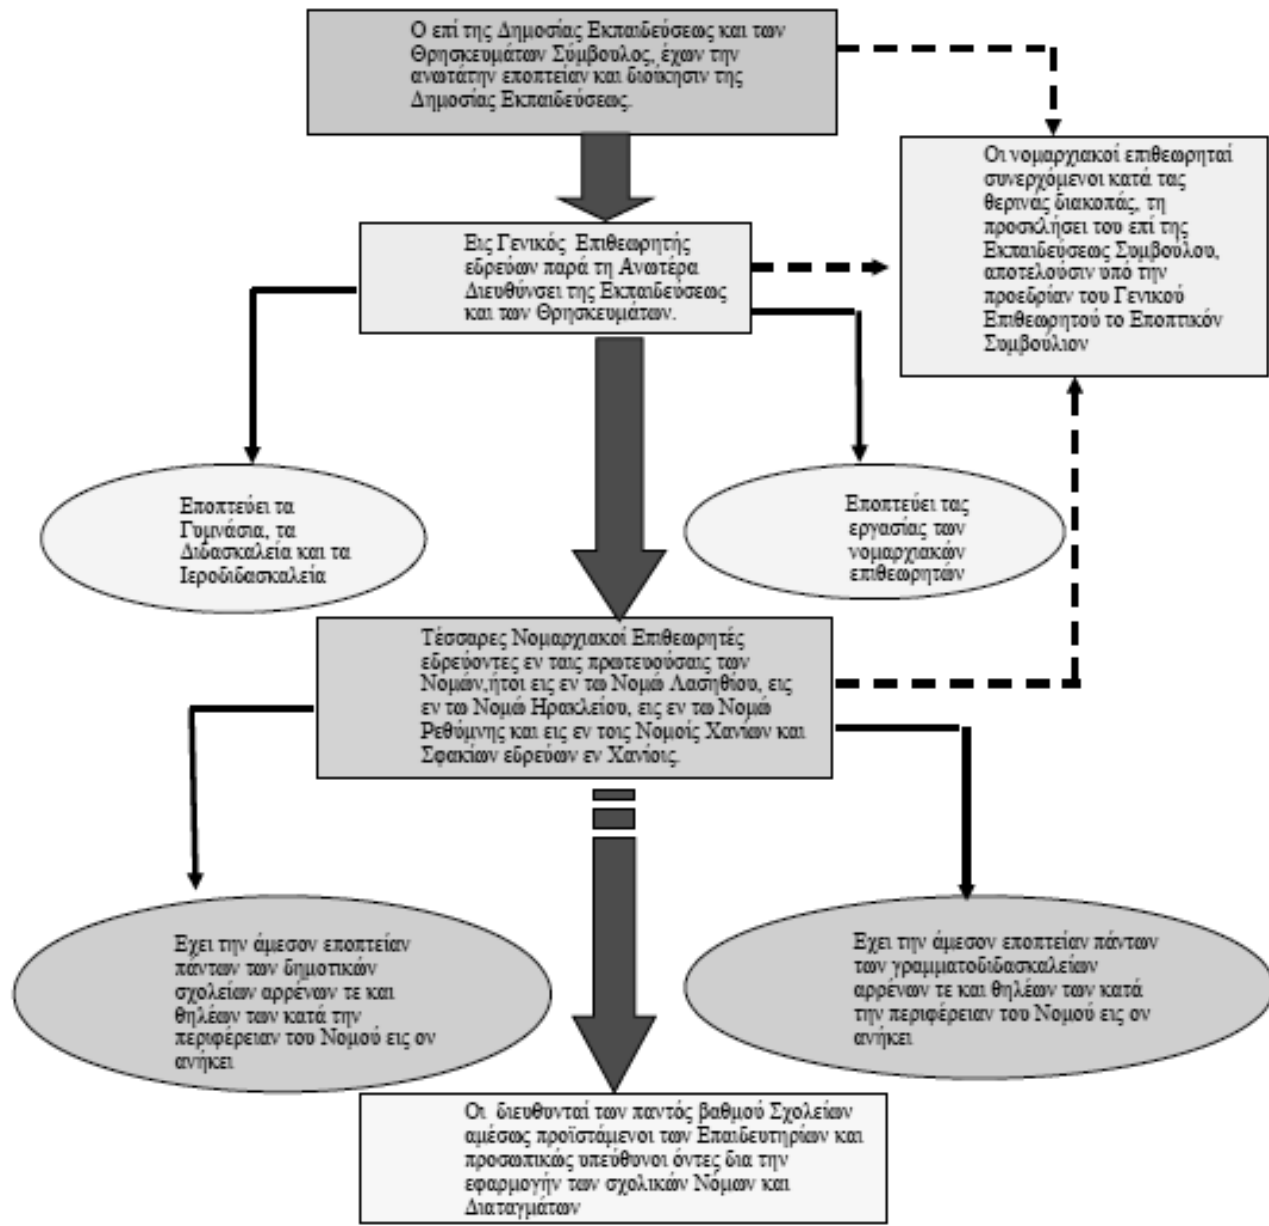 Ο επί της Δημοσίας Εκπαιδεύσεως και των
Θρησκευμάτων Σύμβουλος, έχων την
ανωτάτην εποπτείαν και διοίκησιν της
Δημοσίας Εκπαιδεύσεως.
Οι νομαρχιακοί επιθεωρηταί
συνερχόμενοι κατά τας
θερινάς διακοπάς, τη
προσκλήσει του επί της
Εκπαιδεύσεως Συμβούλου,
αποτελούσιν υπό την
προεδρίαν του Γενικού
Επιθεωρητού το Εποπτικόν
Συμβούλιον
Εις Γενικός Επιθεωρητής
εδρεύων παρά τη Ανωτέρα
Διευθύνσει της Εκπαιδεύσεως
και των Θρησκευμάτων.
Εποπτεύει τα
Γυμνάσια, τα
Διδασκαλεία και τα
Ιεροδιδασκαλεία
Εποπτεύει τας
εργασίας των
νομαρχιακών
επιθεωρητών
Τέσσαρες Νομαρχιακοί Επιθεωρητές
εδρεύοντες εν ταις πρωτευούσαις των
Νομών,ήτοι εις εν τω Νομώ Λασηθίου, εις
εν τω Νομώ Ηρακλείου, εις εν τω Νομώ
Ρεθύμνης και εις εν τοις Νομοίς Χανίων και
Σφακίων εδρεύων εν Χανίοις.
Εχει την άμεσον εποπτείαν
πάντων των δημοτικών
σχολείων αρρένων τε και
θηλέων των κατά την
περιφέρειαν του Νομού εις ον
ανήκει
Εχει την άμεσον εποπτείαν πάντων
των γραμματοδιδασκαλείων
αρρένων τε και θηλέων των κατά
την περιφέρειαν του Νομού εις ον
ανήκει
Οι διευθυνταί των παντός βαθμού Σχολείων
αμέσως προϊστάμενοι των Επαιδευτηρίων και
προσωπικώς υπεύθυνοι όντες δια την
εφαρμογήν των σχολικών Νόμων και
Διαταγμάτων